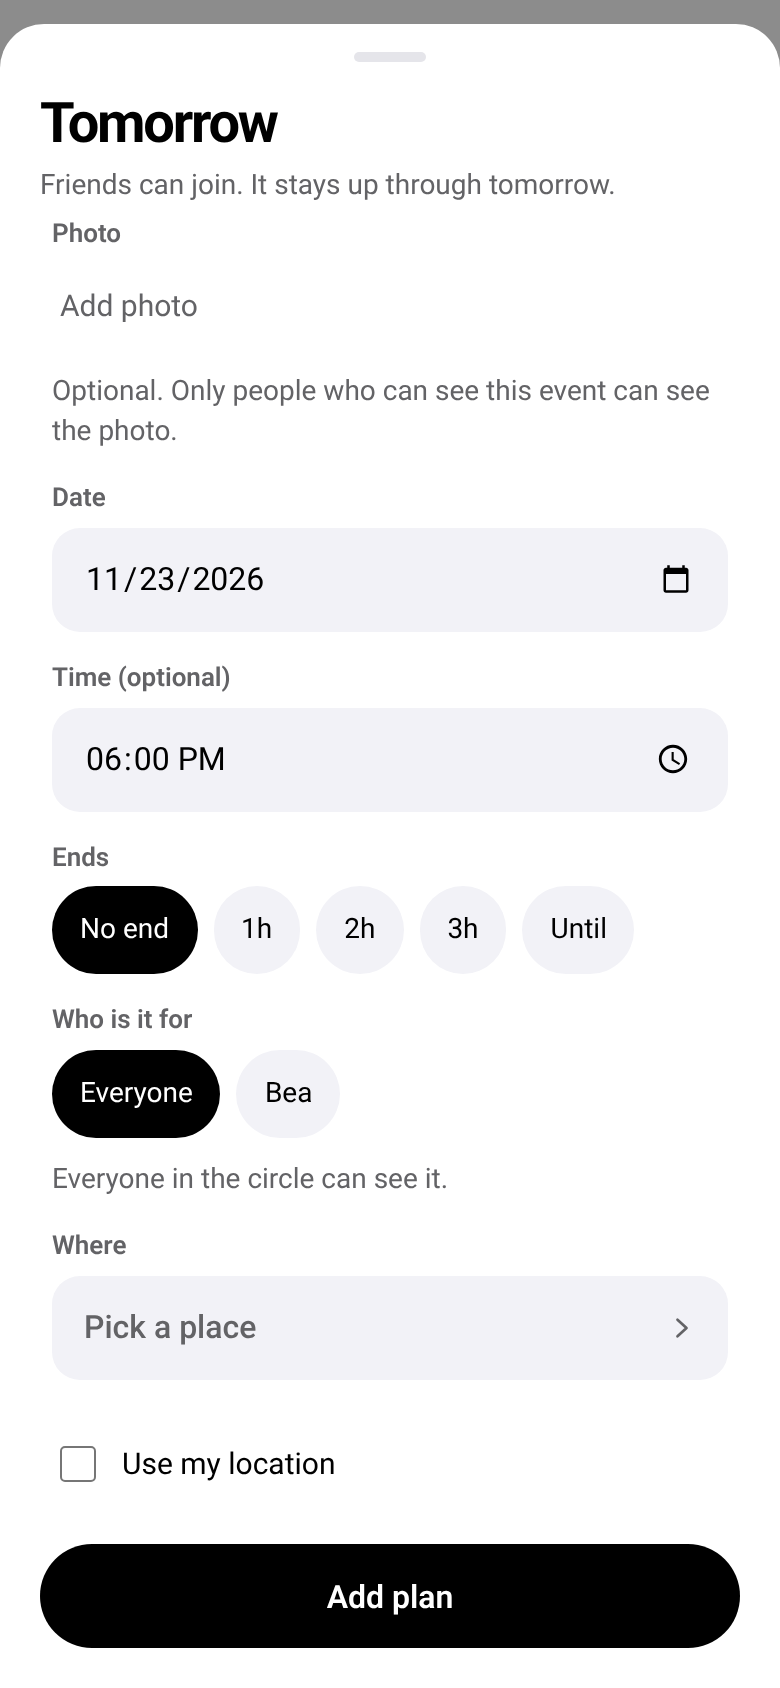 Tomorrow
Friends can join. It stays up through tomorrow.
Photo
Add photo
Optional. Only people who can see this event can see
the photo.
Date
11/23/2026
Time (optional)
06:00 PM
Ends
No end 1h 2h 3h Until
Who is it for
Everyone Bea
Everyone in the circle can see it.
Where
Pick a place
Use my location
Add plan